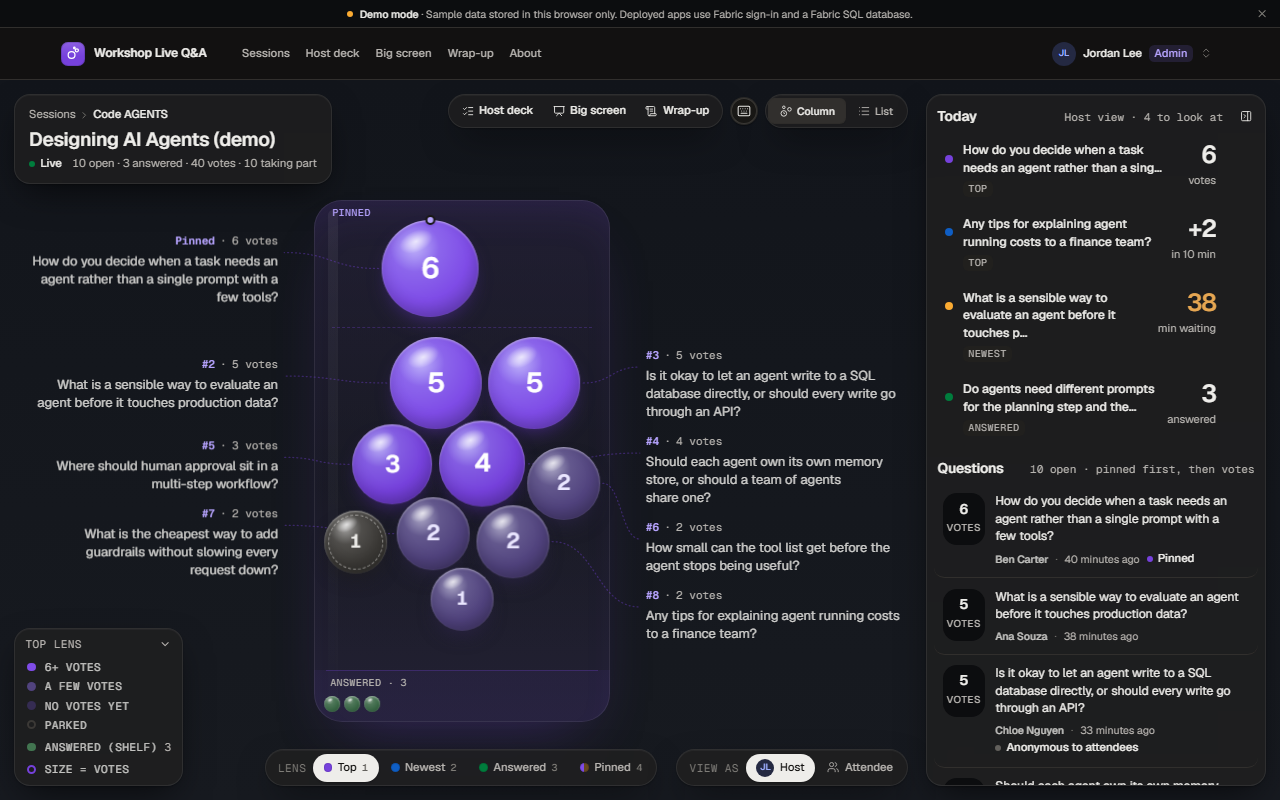 Demo mode · Sample data stored in this browser only. Deployed apps use Fabric sign-in and a Fabric SQL database.
Workshop Live Q&A
Sessions
Host deck
Big screen
Wrap-up
About
JL
Jordan Lee
Admin
Sessions › Code AGENTS
Designing AI Agents (demo)
Live 10 open · 3 answered · 40 votes · 10 taking part
Host deck
Big screen
Wrap-up
Column
List
PINNED
6
5
5
3
4
2
1
2
2
1
Pinned · 6 votes
How do you decide when a task needs an
agent rather than a single prompt with a
few tools?
#2 · 5 votes
What is a sensible way to evaluate an
agent before it touches production data?
#5 · 3 votes
Where should human approval sit in a
multi-step workflow?
#7 · 2 votes
What is the cheapest way to add
guardrails without slowing every
request down?
#3 · 5 votes
Is it okay to let an agent write to a SQL
database directly, or should every write go
through an API?
#4 · 4 votes
Should each agent own its own memory
store, or should a team of agents
share one?
#6 · 2 votes
How small can the tool list get before the
agent stops being useful?
#8 · 2 votes
Any tips for explaining agent running costs
to a finance team?
ANSWERED · 3
TOP LENS
6+ VOTES
A FEW VOTES
NO VOTES YET
PARKED
ANSWERED (SHELF) 3
SIZE = VOTES
LENS
Top 1
Newest 2
Answered 3
Pinned 4
VIEW AS
JL
Host
Attendee
Today
Host view · 4 to look at
How do you decide when a task
needs an agent rather than a sing...
TOP
6
votes
Any tips for explaining agent
running costs to a finance team?
TOP
+2
in 10 min
What is a sensible way to
evaluate an agent before it
touches p...
NEWEST
38
min waiting
Do agents need different prompts
for the planning step and the...
ANSWERED
3
answered
Questions
10 open · pinned first, then votes
6
VOTES
How do you decide when a task needs an
agent rather than a single prompt with a
few tools?
Ben Carter · 40 minutes ago
Pinned
5
VOTES
What is a sensible way to evaluate an agent
before it touches production data?
Ana Souza · 38 minutes ago
5
VOTES
Is it okay to let an agent write to a SQL
database directly, or should every write go
through an API?
Chloe Nguyen · 33 minutes ago
Anonymous to attendees
Should each agent own its own memory